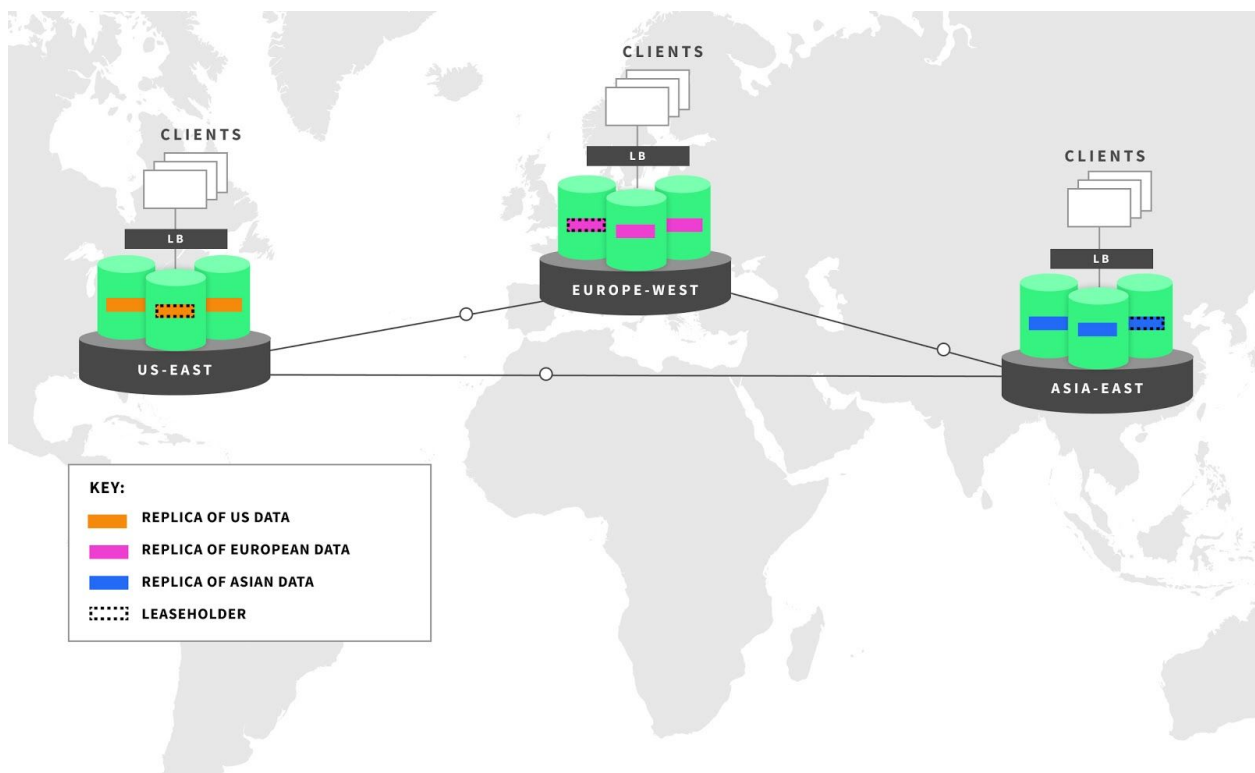 CLIENTS
LB
EUROPE-WEST
CLIENTS
LB
US-EAST
CLIENTS
LB
ASIA-EAST
KEY:
REPLICA OF US DATA
REPLICA OF EUROPEAN DATA
REPLICA OF ASIAN DATA
LEASEHOLDER